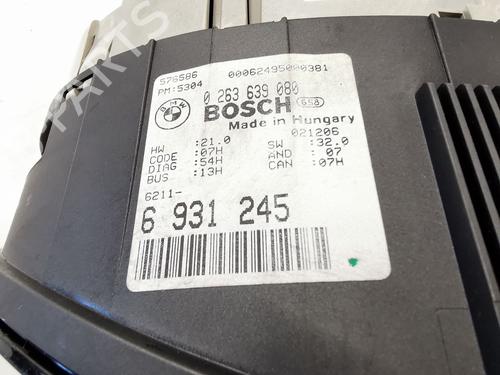 576586 00062495000381
PM:5304
0 263 639 080
BMW BOSCH 6S8
Made in Hungary
021206
HW :21.0 SW :32.0
CODE :07H AND : 07
DIAG :54H CAN :07H
BUS :13H
6211-
6 931 245
PARTS